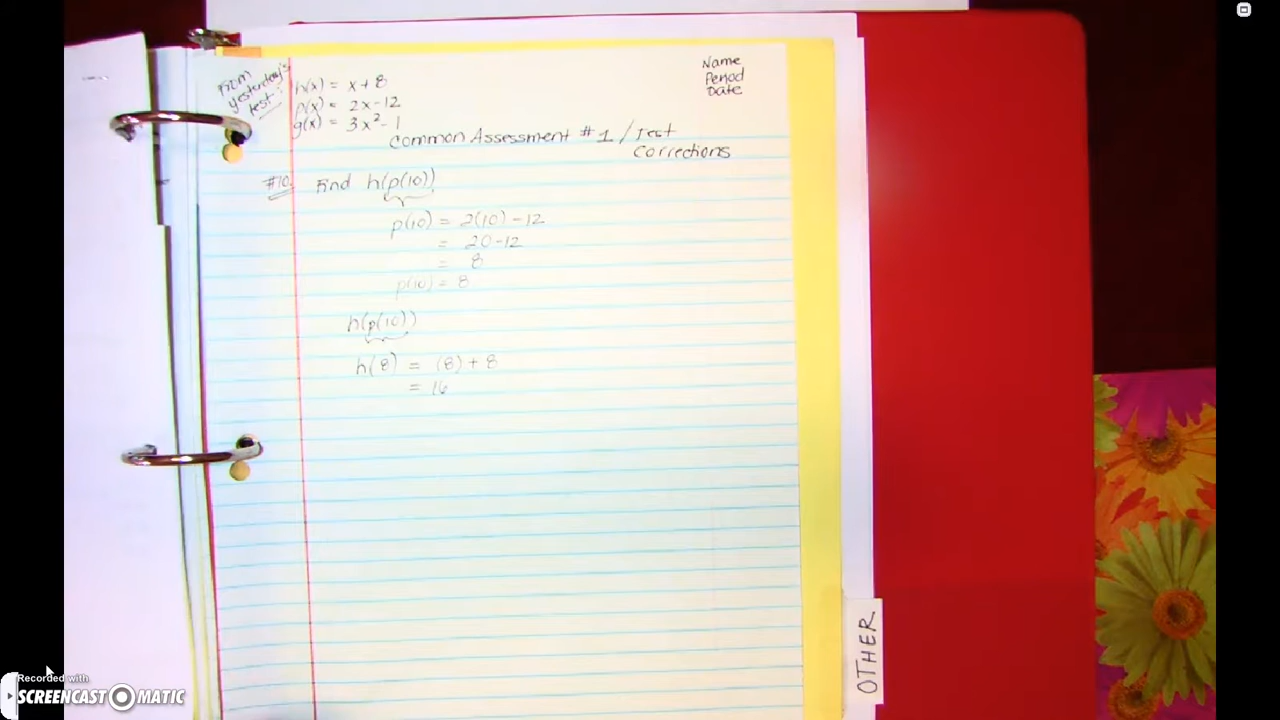 From
yesterday's
test:
h(x) = x + 8
p(x) = 2x - 12
g(x) = 3x² - 1
Name
Period
Date
Common Assessment #1 / Test
Corrections
#10. Find h(p(10))
p(10) = 2(10) - 12
= 20 - 12
= 8
p(10) = 8
h(p(10))
h(8) = (8) + 8
= 16
OTHER
Recorded with
SCREENCAST-O-MATIC